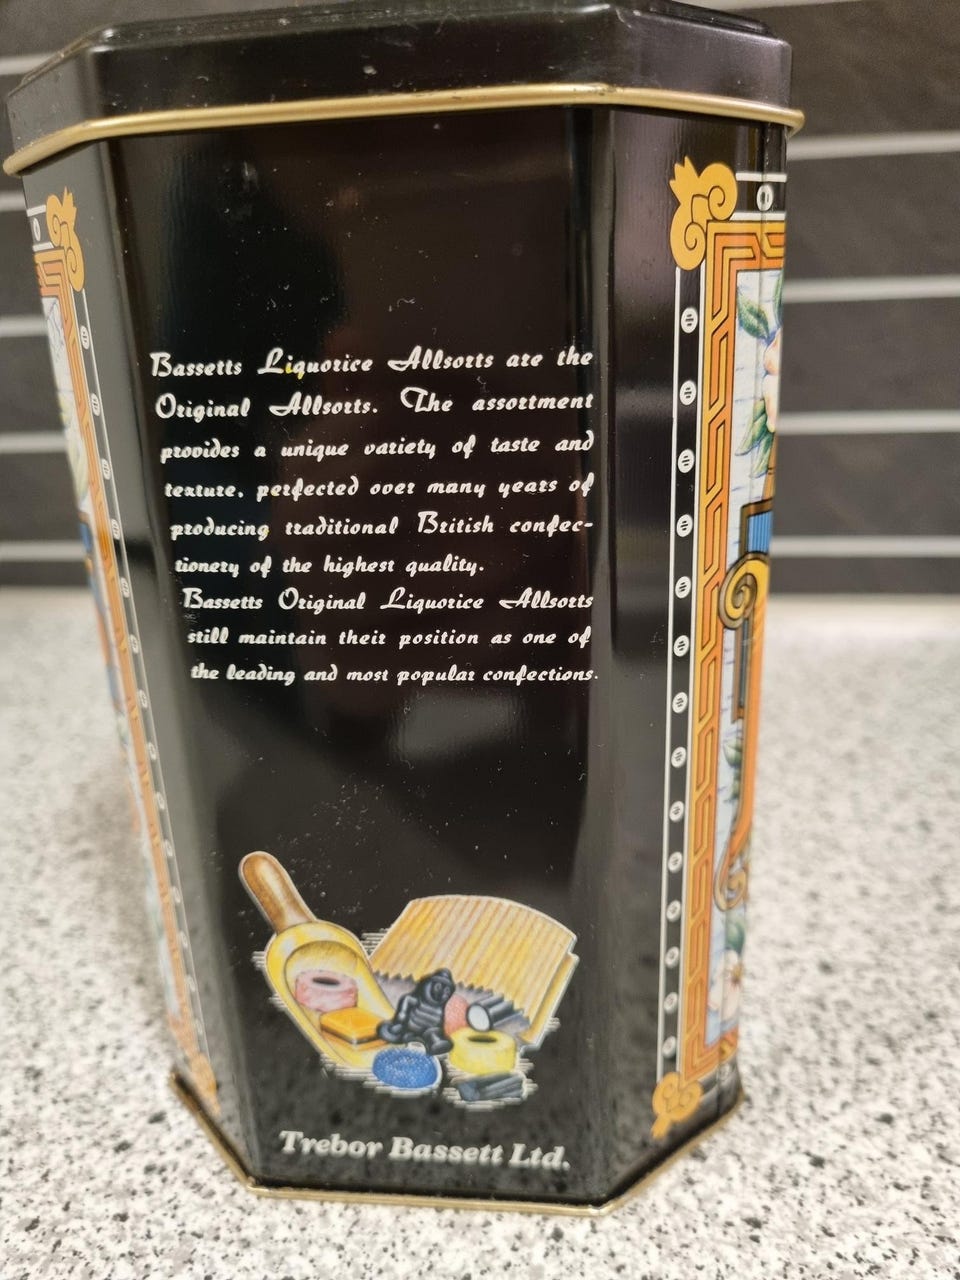 Bassetts Liquorice Allsorts are the
Original Allsorts. The assortment
provides a unique variety of taste and
texture, perfected over many years of
producing traditional British confec-
tionery of the highest quality.
Bassetts Original Liquorice Allsorts
still maintain their position as one of
the leading and most popular confections.
Trebor Bassett Ltd.